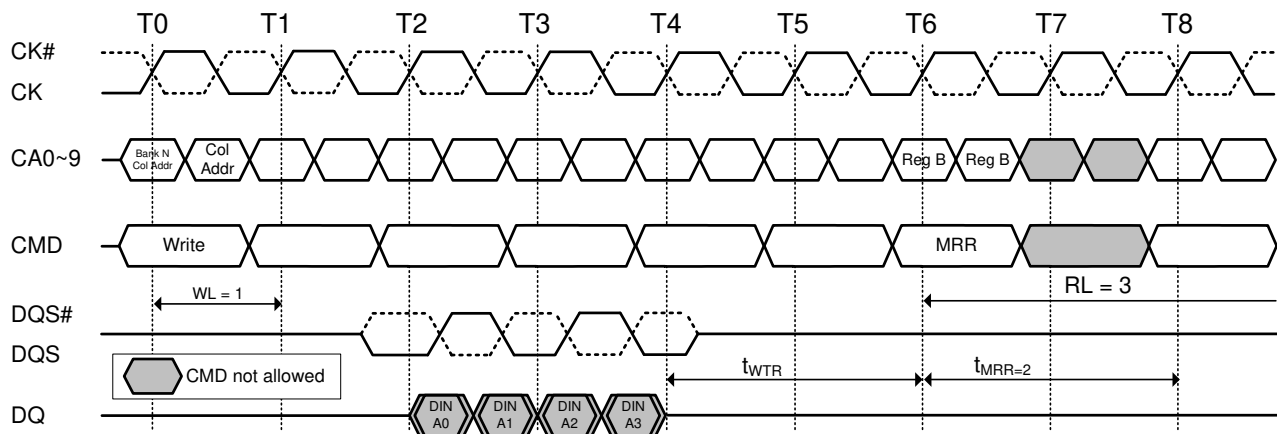 T0 T1 T2 T3 T4 T5 T6 T7 T8
CK#
CK
CA0~9
Bank N
Col Addr
Col
Addr
Reg B
Reg B
CMD
Write
MRR
WL = 1
RL = 3
DQS#
DQS
CMD not allowed
tWTR
tMRR=2
DQ
DIN
A0
DIN
A1
DIN
A2
DIN
A3